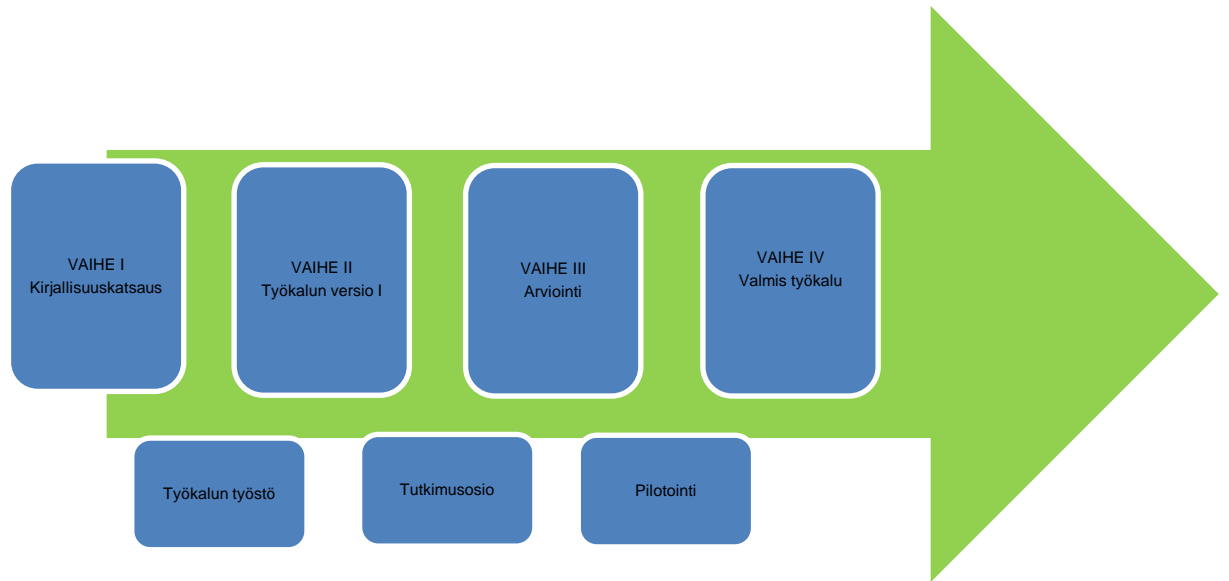 VAIHE I
Kirjallisuuskatsaus
VAIHE II
Työkalun versio I
VAIHE III
Arviointi
VAIHE IV
Valmis työkalu
Työkalun työstö
Tutkimusosio
Pilotointi